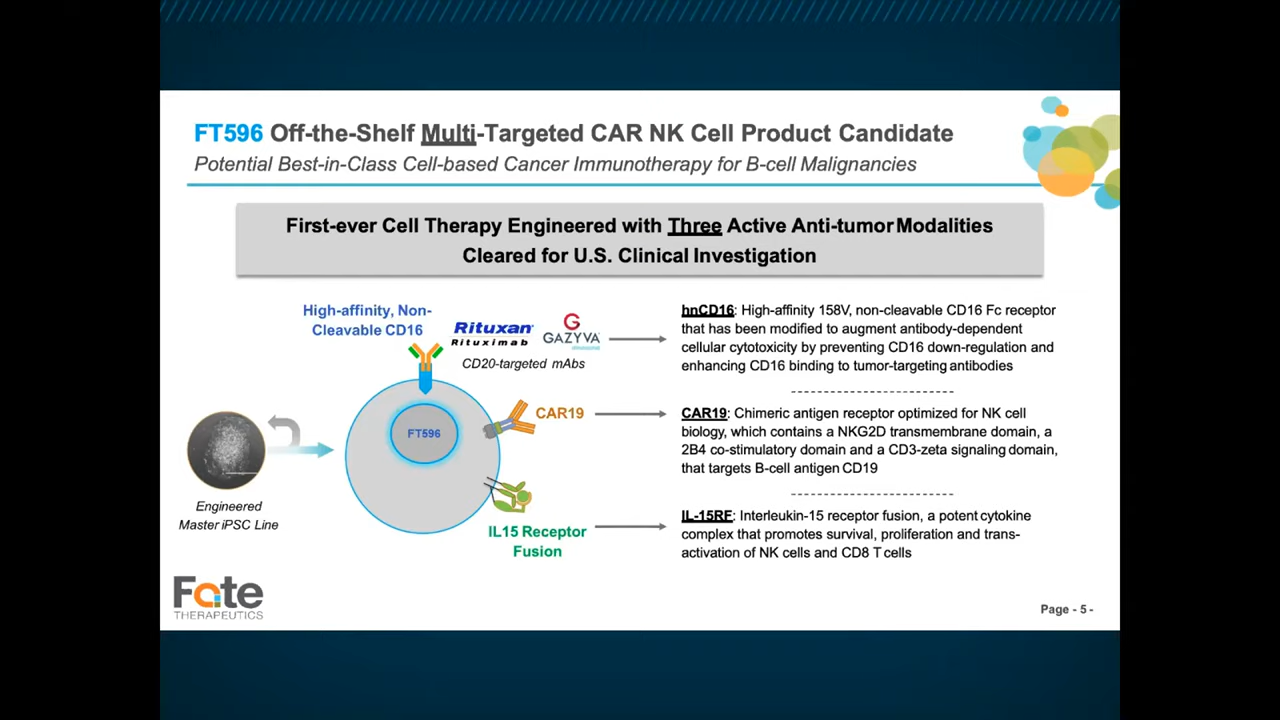 FT596 Off-the-Shelf Multi-Targeted CAR NK Cell Product Candidate
Potential Best-in-Class Cell-based Cancer Immunotherapy for B-cell Malignancies
First-ever Cell Therapy Engineered with Three Active Anti-tumor Modalities
Cleared for U.S. Clinical Investigation
High-affinity, Non-
Cleavable CD16
Rituxan
Rituximab
GAZYVA
CD20-targeted mAbs
hnCD16: High-affinity 158V, non-cleavable CD16 Fc receptor
that has been modified to augment antibody-dependent
cellular cytotoxicity by preventing CD16 down-regulation and
enhancing CD16 binding to tumor-targeting antibodies
CAR19
CAR19: Chimeric antigen receptor optimized for NK cell
biology, which contains a NKG2D transmembrane domain, a
2B4 co-stimulatory domain and a CD3-zeta signaling domain,
that targets B-cell antigen CD19
FT596
Engineered
Master iPSC Line
IL15 Receptor
Fusion
IL-15RF: Interleukin-15 receptor fusion, a potent cytokine
complex that promotes survival, proliferation and trans-
activation of NK cells and CD8 T cells
Fate
THERAPEUTICS
Page - 5 -